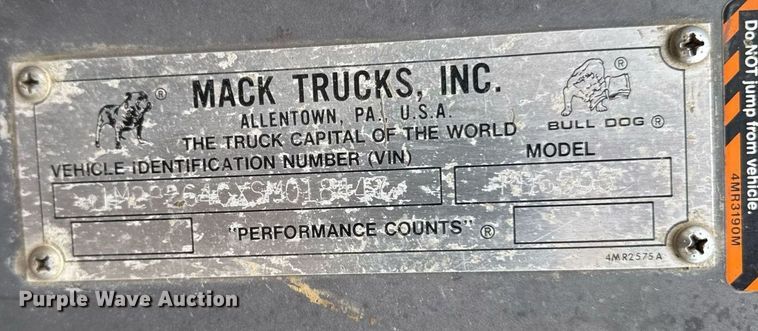 MACK TRUCKS, INC.
ALLENTOWN, PA., U.S.A.
THE TRUCK CAPITAL OF THE WORLD
BULL DOG ®
VEHICLE IDENTIFICATION NUMBER (VIN)
MODEL
"PERFORMANCE COUNTS" ®
4MR2575A
Do NOT jump from vehicle.
4MR3190M
Purple Wave Auction